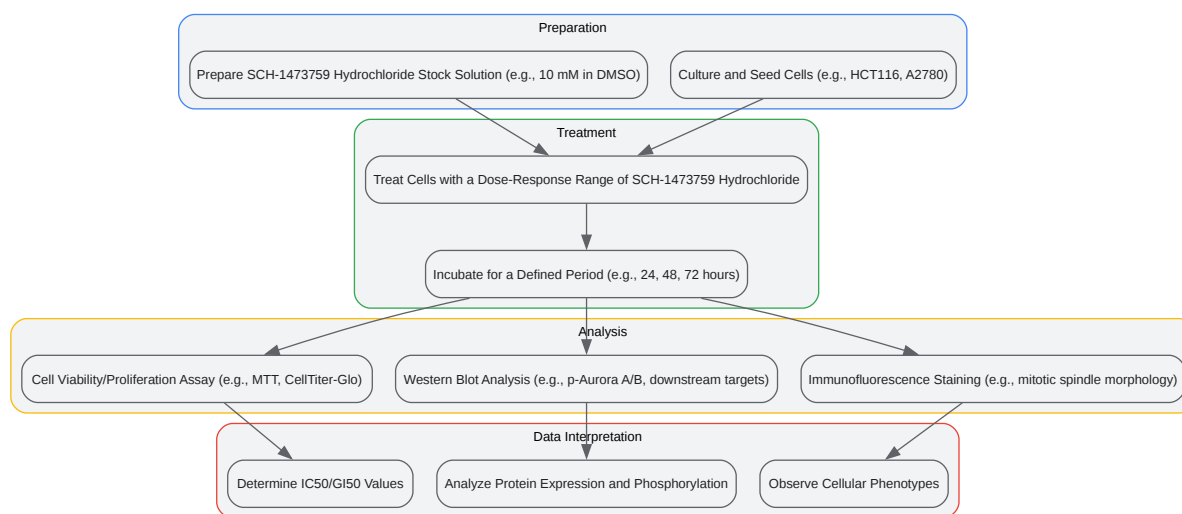 Preparation
Prepare SCH-1473759 Hydrochloride Stock Solution (e.g., 10 mM in DMSO)
Culture and Seed Cells (e.g., HCT116, A2780)
Treatment
Treat Cells with a Dose-Response Range of SCH-1473759 Hydrochloride
Incubate for a Defined Period (e.g., 24, 48, 72 hours)
Analysis
Cell Viability/Proliferation Assay (e.g., MTT, CellTiter-Glo)
Western Blot Analysis (e.g., p-Aurora A/B, downstream targets)
Immunofluorescence Staining (e.g., mitotic spindle morphology)
Data Interpretation
Determine IC50/GI50 Values
Analyze Protein Expression and Phosphorylation
Observe Cellular Phenotypes